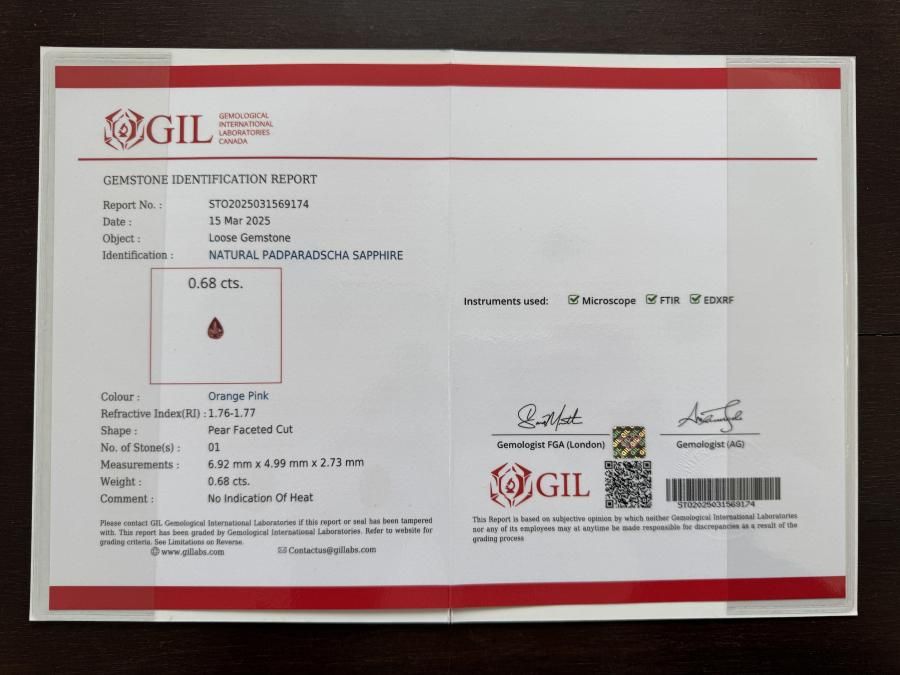 GIL
GEMOLOGICAL
INTERNATIONAL
LABORATORIES
CANADA
GEMSTONE IDENTIFICATION REPORT
Report No. : STO2025031569174
Date : 15 Mar 2025
Object : Loose Gemstone
Identification : NATURAL PADPARADSCHA SAPPHIRE
0.68 cts.
Colour : Orange Pink
Refractive Index(RI) : 1.76-1.77
Shape : Pear Faceted Cut
No. of Stone(s) : 01
Measurements : 6.92 mm x 4.99 mm x 2.73 mm
Weight : 0.68 cts.
Comment : No Indication Of Heat
Please contact GIL Gemological International Laboratories if this report or seal has been tampered
with. This report has been graded by Gemological International Laboratories. Refer to website for
grading criteria. See Limitations on Reverse.
www.gillabs.com Contactus@gillabs.com
Instruments used: Microscope FTIR EDXRF
Gemologist FGA (London) Gemologist (AG)
GIL
STO2025031569174
This Report is based on subjective opinion by which neither Gemological International Laboratories
nor any of its employees may at anytime be made responsible for discrepancies as a result of the
grading process